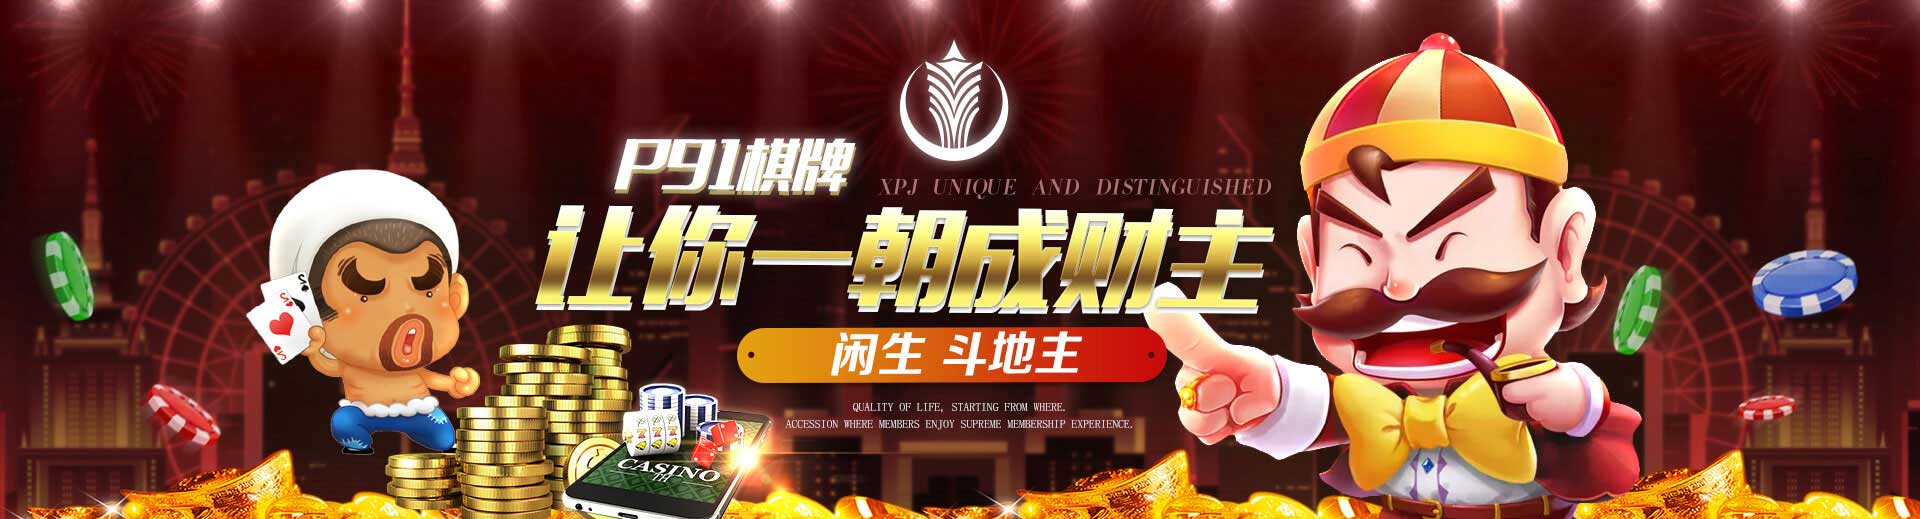 P91棋牌
XPJ UNIQUE AND DISTINGUISHED
让你一朝成财主
闲生 斗地主
QUALITY OF LIFE, STARTING FROM WHERE.
ACCESSION WHERE MEMBERS ENJOY SUPREME MEMBERSHIP EXPERIENCE.
CASINO